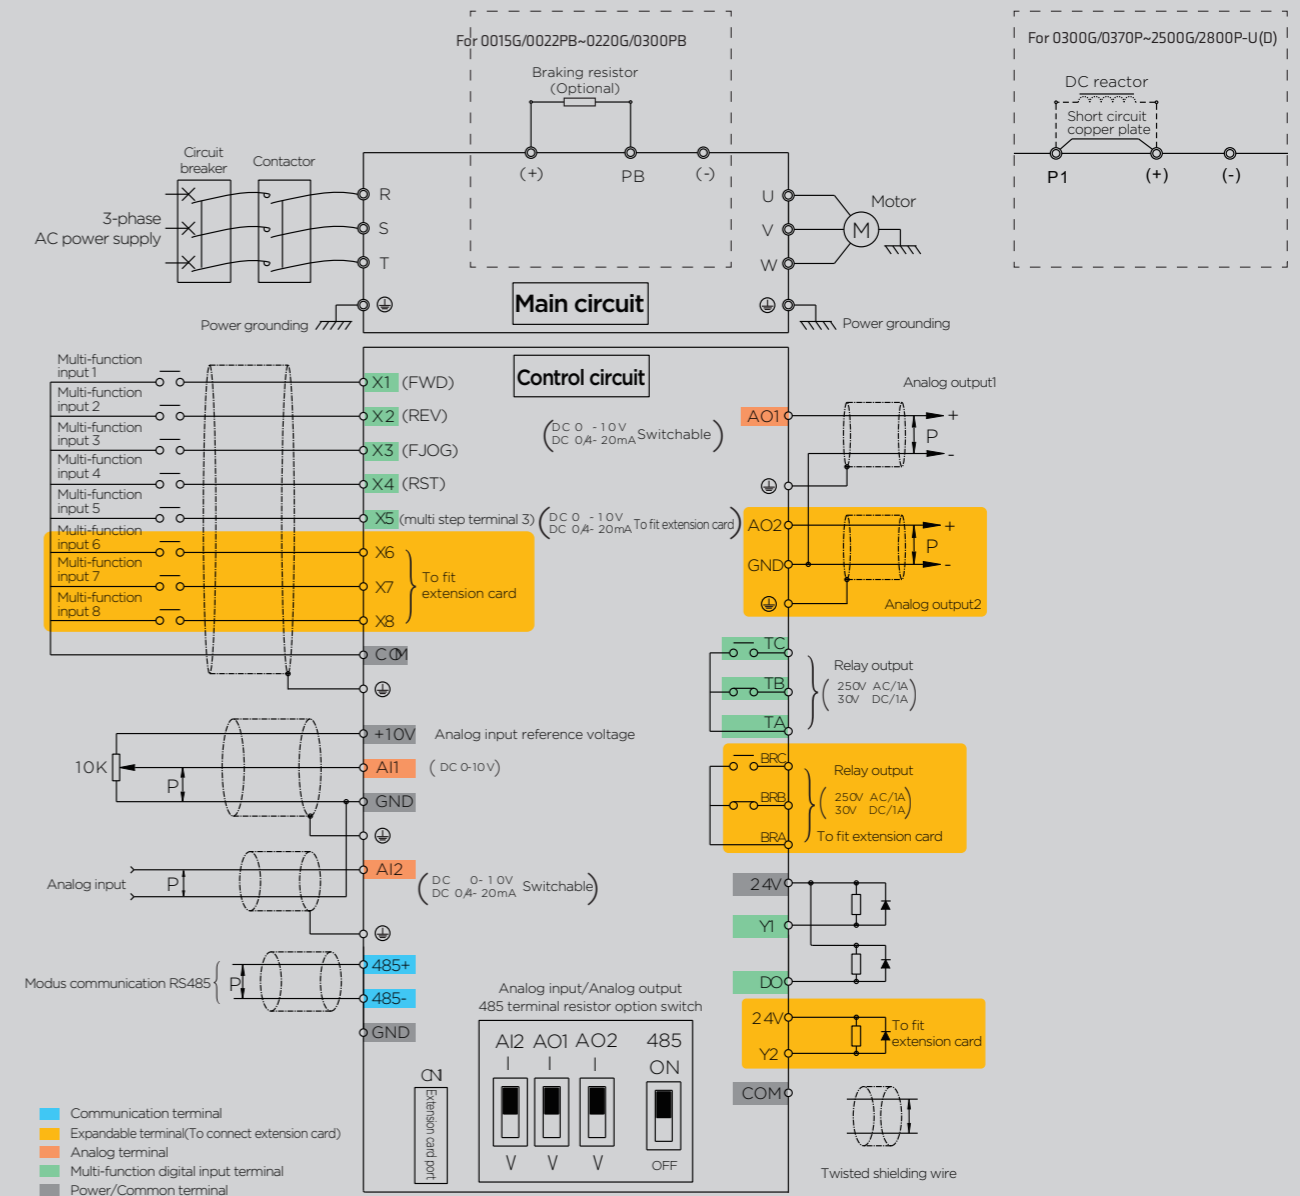 For 0015G/0022PB~0220G/0300PB
Braking resistor
(Optional)
(+)
PB
(-)
For 0300G/0370P~2500G/2800P-U(D)
DC reactor
Short circuit
copper plate
P1
(+)
(-)
Circuit
breaker
Contactor
3-phase
AC power supply
R
S
T
Power grounding
U
V
W
Motor
M
Power grounding
Main circuit
Control circuit
Multi-function
input 1
X1 (FWD)
Multi-function
input 2
X2 (REV)
Multi-function
input 3
X3 (FJOG)
Multi-function
input 4
X4 (RST)
Multi-function
input 5
X5 (multi step terminal 3)
Multi-function
input 6
X6
Multi-function
input 7
X7
Multi-function
input 8
X8
To fit
extension card
COM
+10V
Analog input reference voltage
10K
P
AI1
(DC 0-10V)
GND
Analog input
P
AI2
DC 0-10V
DC 0/4-20mA
Switchable
Modus communication RS485
P
485+
485-
GND
Analog output1
AO1
DC 0 -10V
DC 0/4-20mA
Switchable
+
P
-
DC 0 -10V
DC 0/4-20mA
To fit extension card
AO2
GND
+
P
-
Analog output2
TC
TB
TA
Relay output
250V AC/1A
30V DC/1A
BRC
BRB
BRA
Relay output
250V AC/1A
30V DC/1A
To fit extension card
24V
Y1
DO
24V
Y2
To fit
extension card
COM
Twisted shielding wire
Analog input/Analog output
485 terminal resistor option switch
AI2 AO1 AO2 485
I I I ON
V V V OFF
CN1
Extension card port
Communication terminal
Expandable terminal(To connect extension card)
Analog terminal
Multi-function digital input terminal
Power/Common terminal